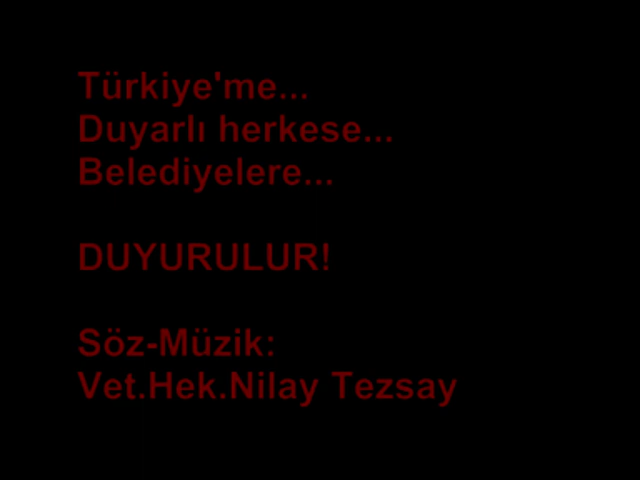 Türkiye'me...
Duyarlı herkese...
Belediyelere...
DUYURULUR!
Söz-Müzik:
Vet.Hek.Nilay Tezsay